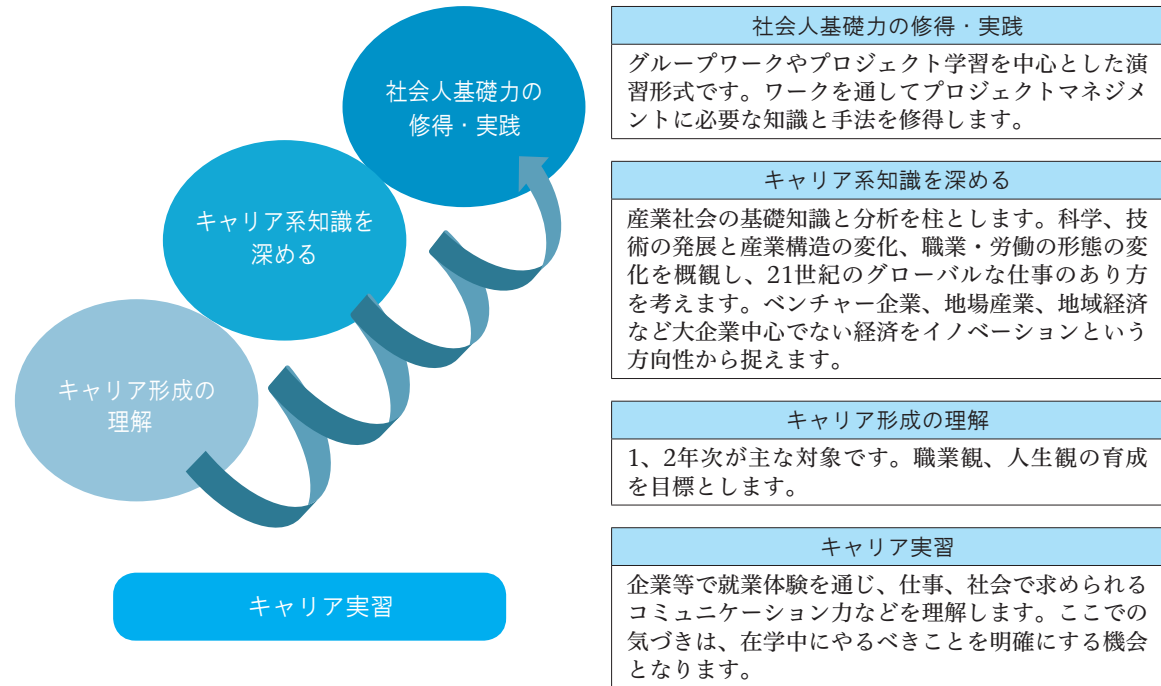 社会人基礎力の
修得・実践
キャリア系知識を
深める
キャリア形成の
理解
キャリア実習
社会人基礎力の修得・実践
グループワークやプロジェクト学習を中心とした演
習形式です。ワークを通してプロジェクトマネジメ
ントに必要な知識と手法を修得します。
キャリア系知識を深める
産業社会の基礎知識と分析を柱とします。科学、技
術の発展と産業構造の変化、職業・労働の形態の変
化を概観し、21世紀のグローバルな仕事のあり方
を考えます。ベンチャー企業、地場産業、地域経済
など大企業中心でない経済をイノベーションという
方向性から捉えます。
キャリア形成の理解
1、2年次が主な対象です。職業観、人生観の育成
を目標とします。
キャリア実習
企業等で就業体験を通じ、仕事、社会で求められる
コミュニケーション力などを理解します。ここでの
気づきは、在学中にやるべきことを明確にする機会
となります。